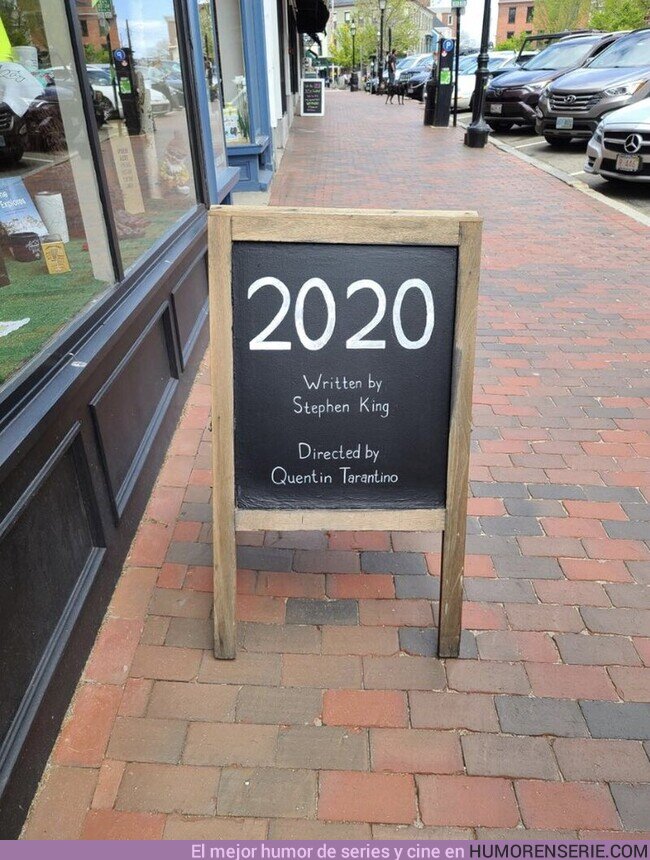 2020
Written by
Stephen King
Directed by
Quentin Tarantino
El mejor humor de series y cine en HUMORENSERIE.COM